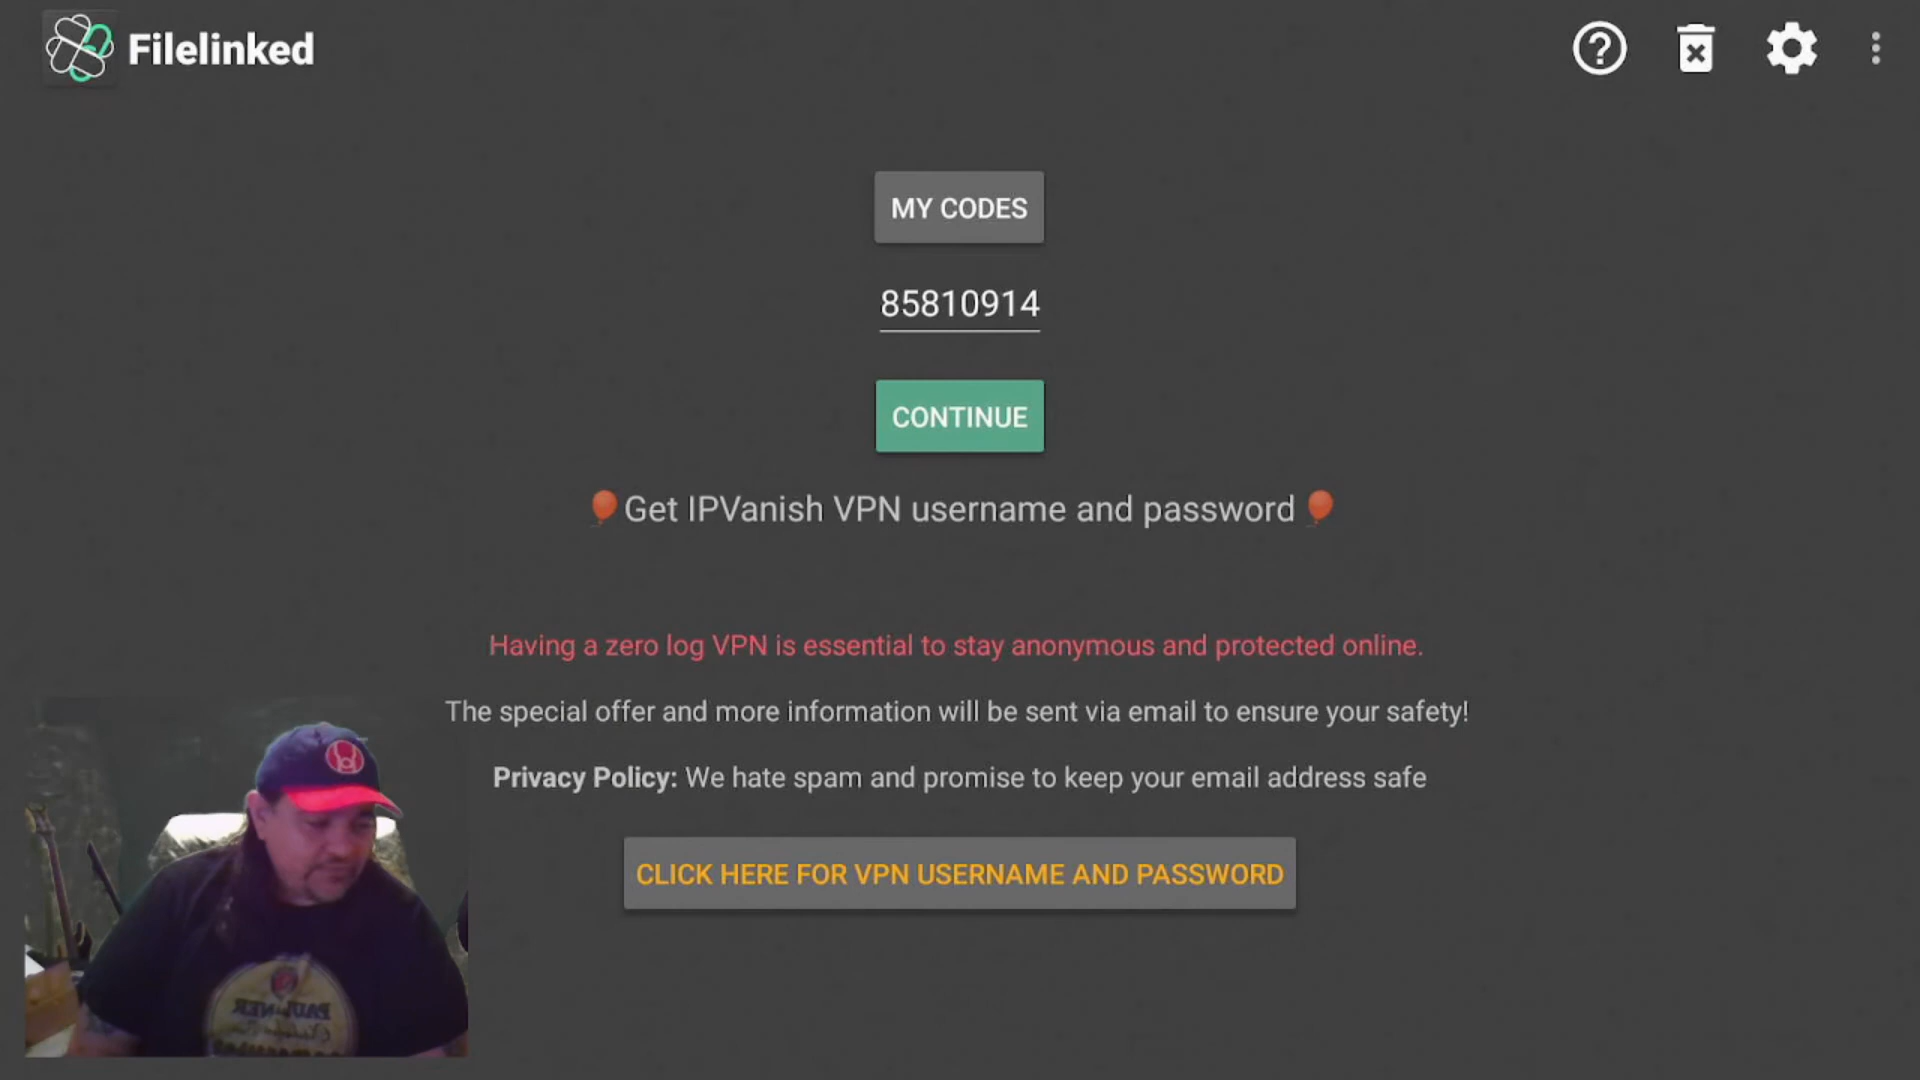 Filelinked
MY CODES
85810914
CONTINUE
🎈Get IPVanish VPN username and password🎈
Having a zero log VPN is essential to stay anonymous and protected online.
The special offer and more information will be sent via email to ensure your safety!
Privacy Policy: We hate spam and promise to keep your email address safe
CLICK HERE FOR VPN USERNAME AND PASSWORD
PAULANER